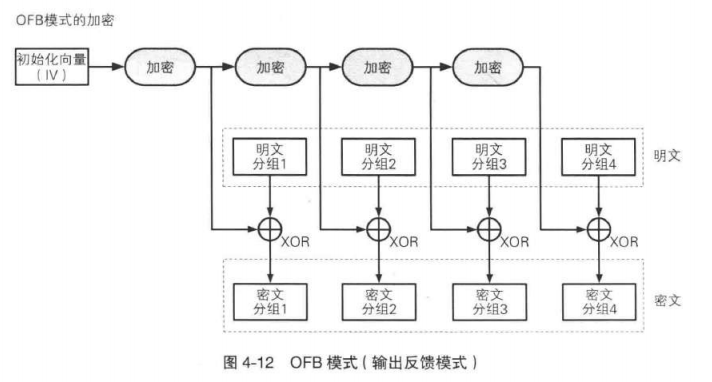 OFB模式的加密
初始化向量
(IV)
加密
加密
加密
加密
明文
分组1
明文
分组2
明文
分组3
明文
分组4
明文
XOR
XOR
XOR
XOR
密文
分组1
密文
分组2
密文
分组3
密文
分组4
密文
图 4-12 OFB 模式(输出反馈模式)